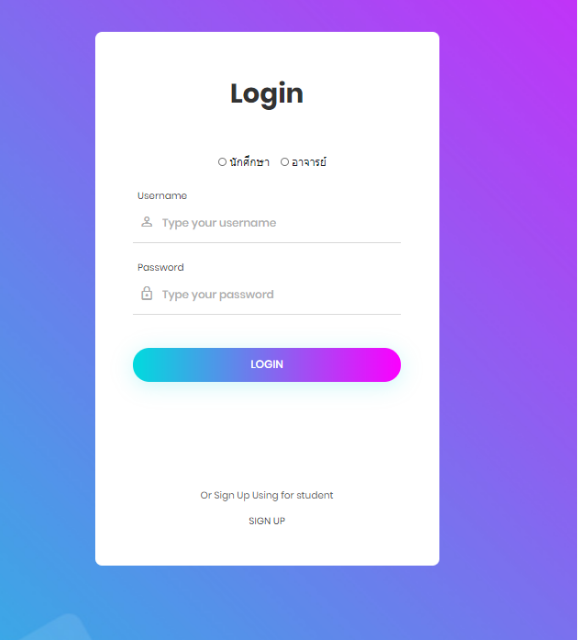 Login
นักศึกษา อาจารย์
Username
Type your username
Password
Type your password
LOGIN
Or Sign Up Using for student
SIGN UP